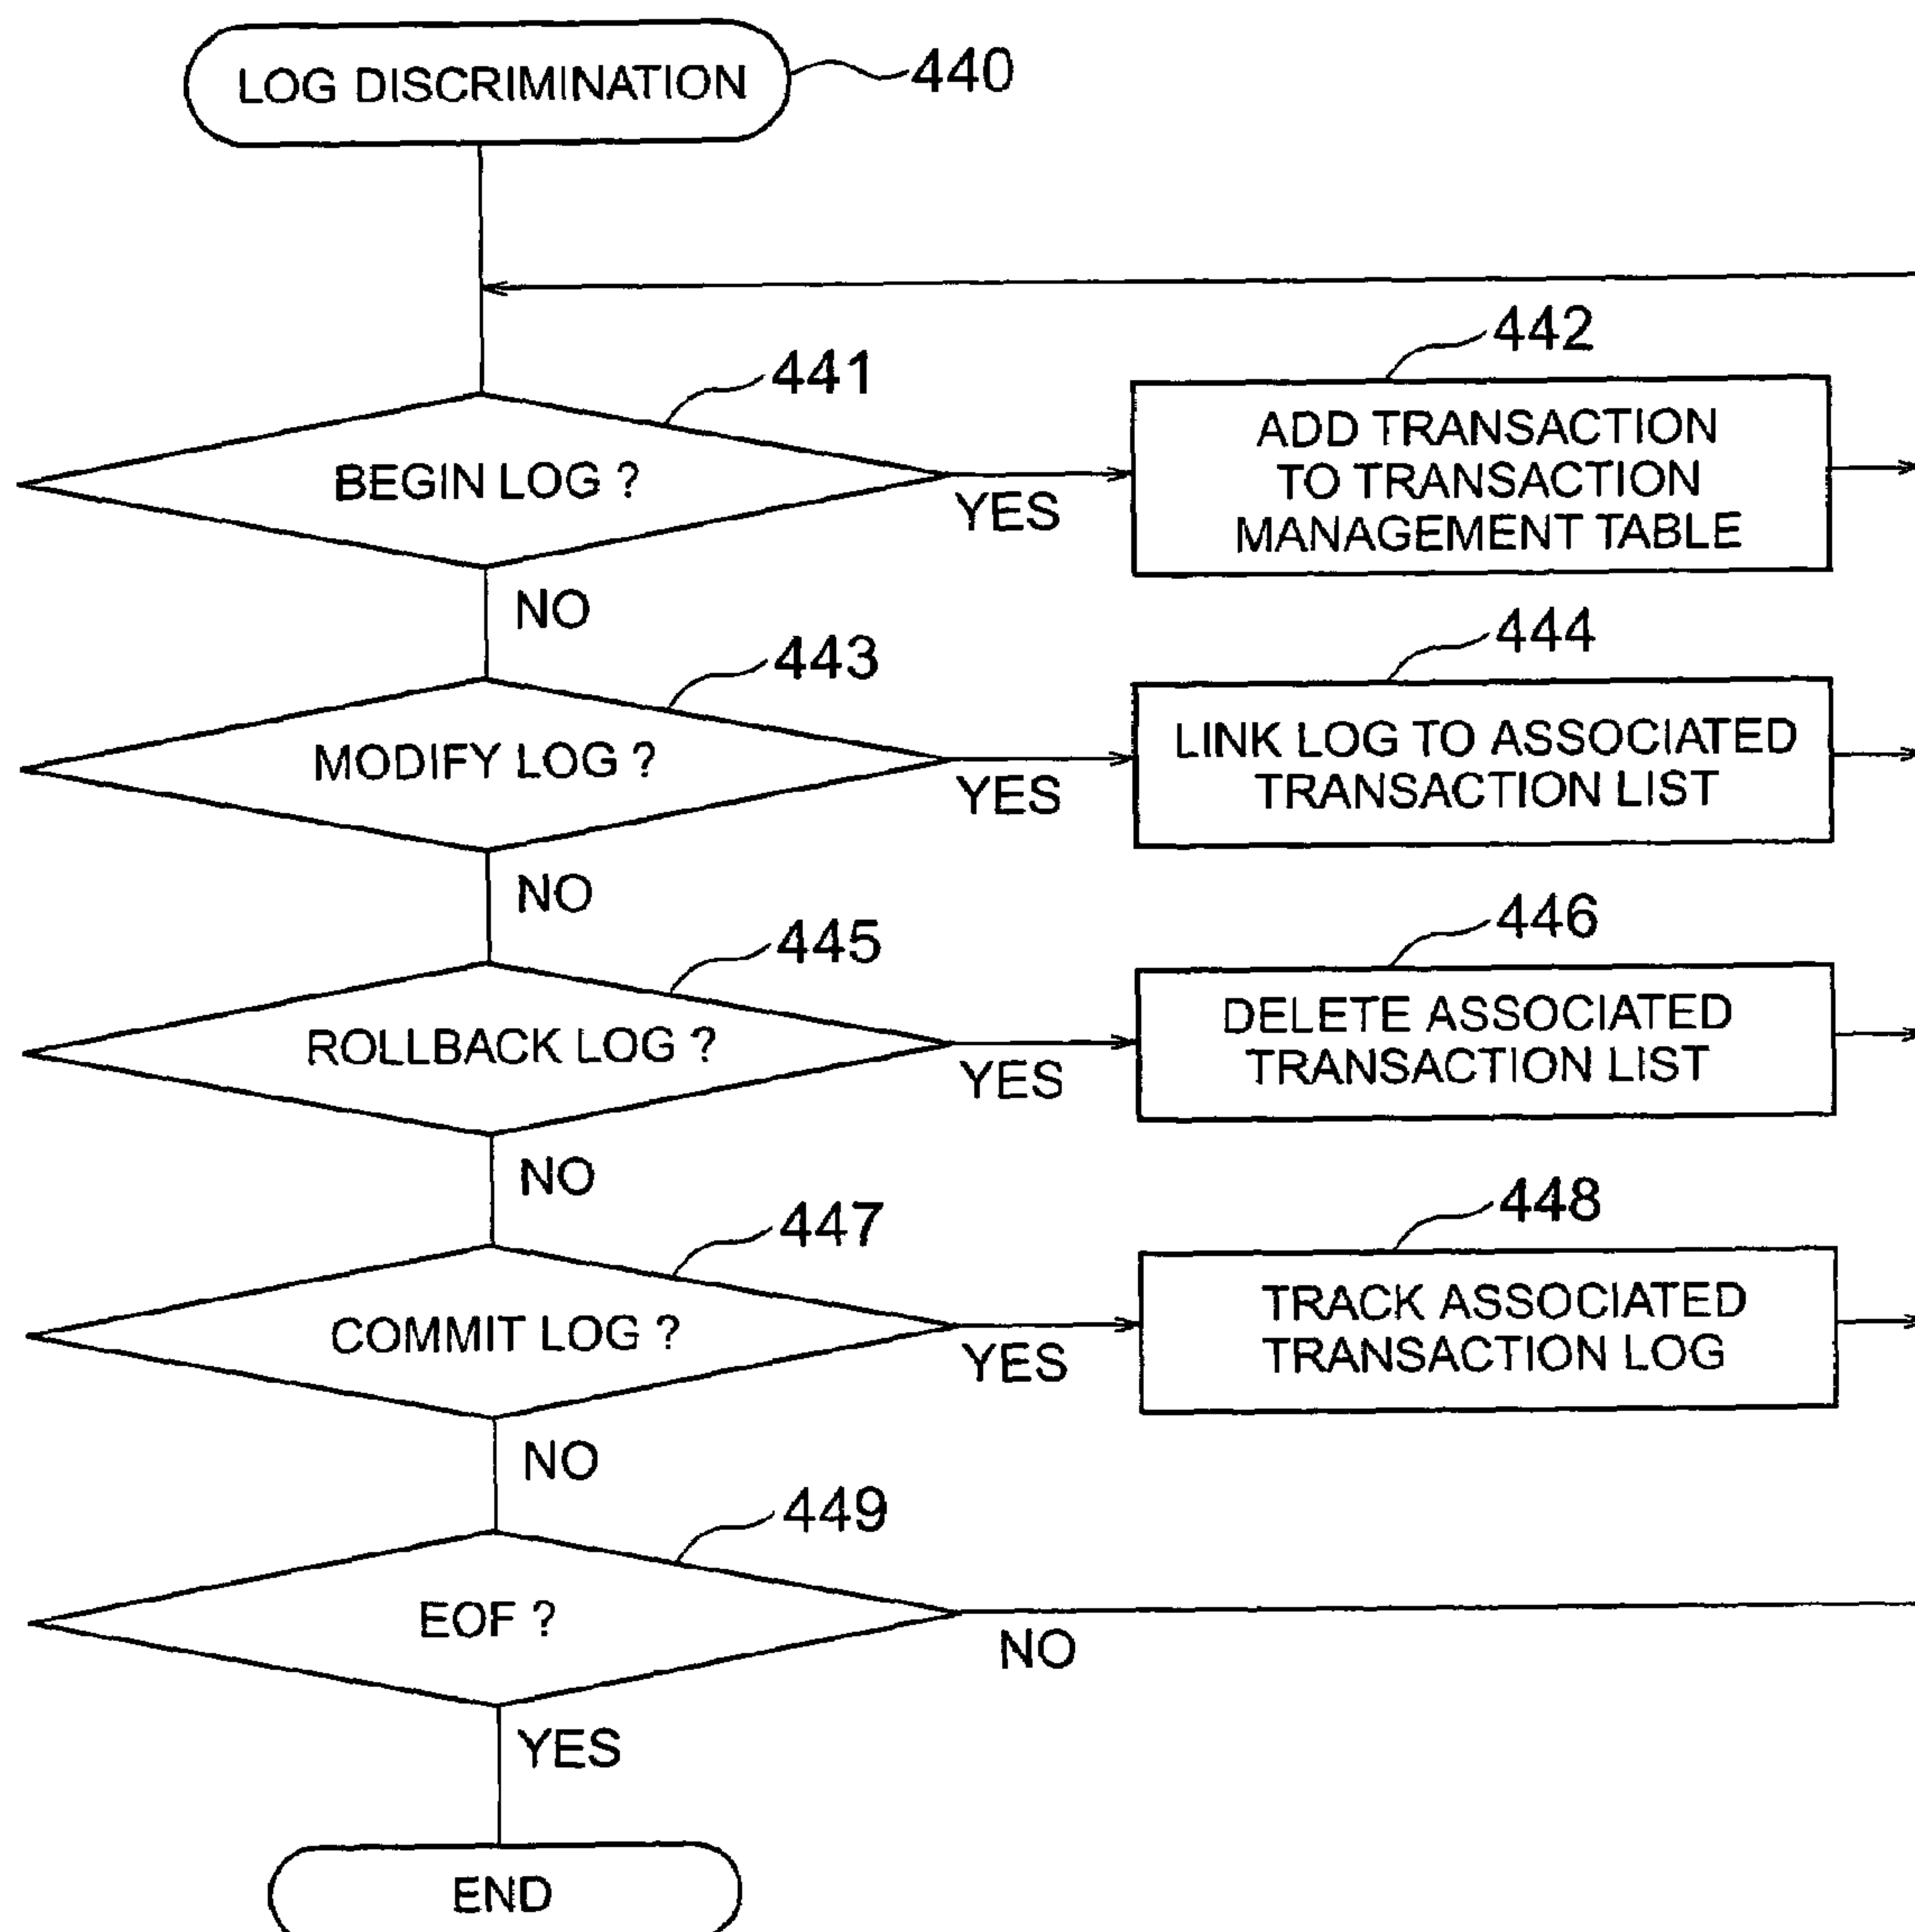 LOG DISCRIMINATION
440
441
BEGIN LOG ?
YES
NO
442
ADD TRANSACTION
TO TRANSACTION
MANAGEMENT TABLE
443
MODIFY LOG ?
YES
NO
444
LINK LOG TO ASSOCIATED
TRANSACTION LIST
445
ROLLBACK LOG ?
YES
NO
446
DELETE ASSOCIATED
TRANSACTION LIST
447
COMMIT LOG ?
YES
NO
448
TRACK ASSOCIATED
TRANSACTION LOG
449
EOF ?
NO
YES
END